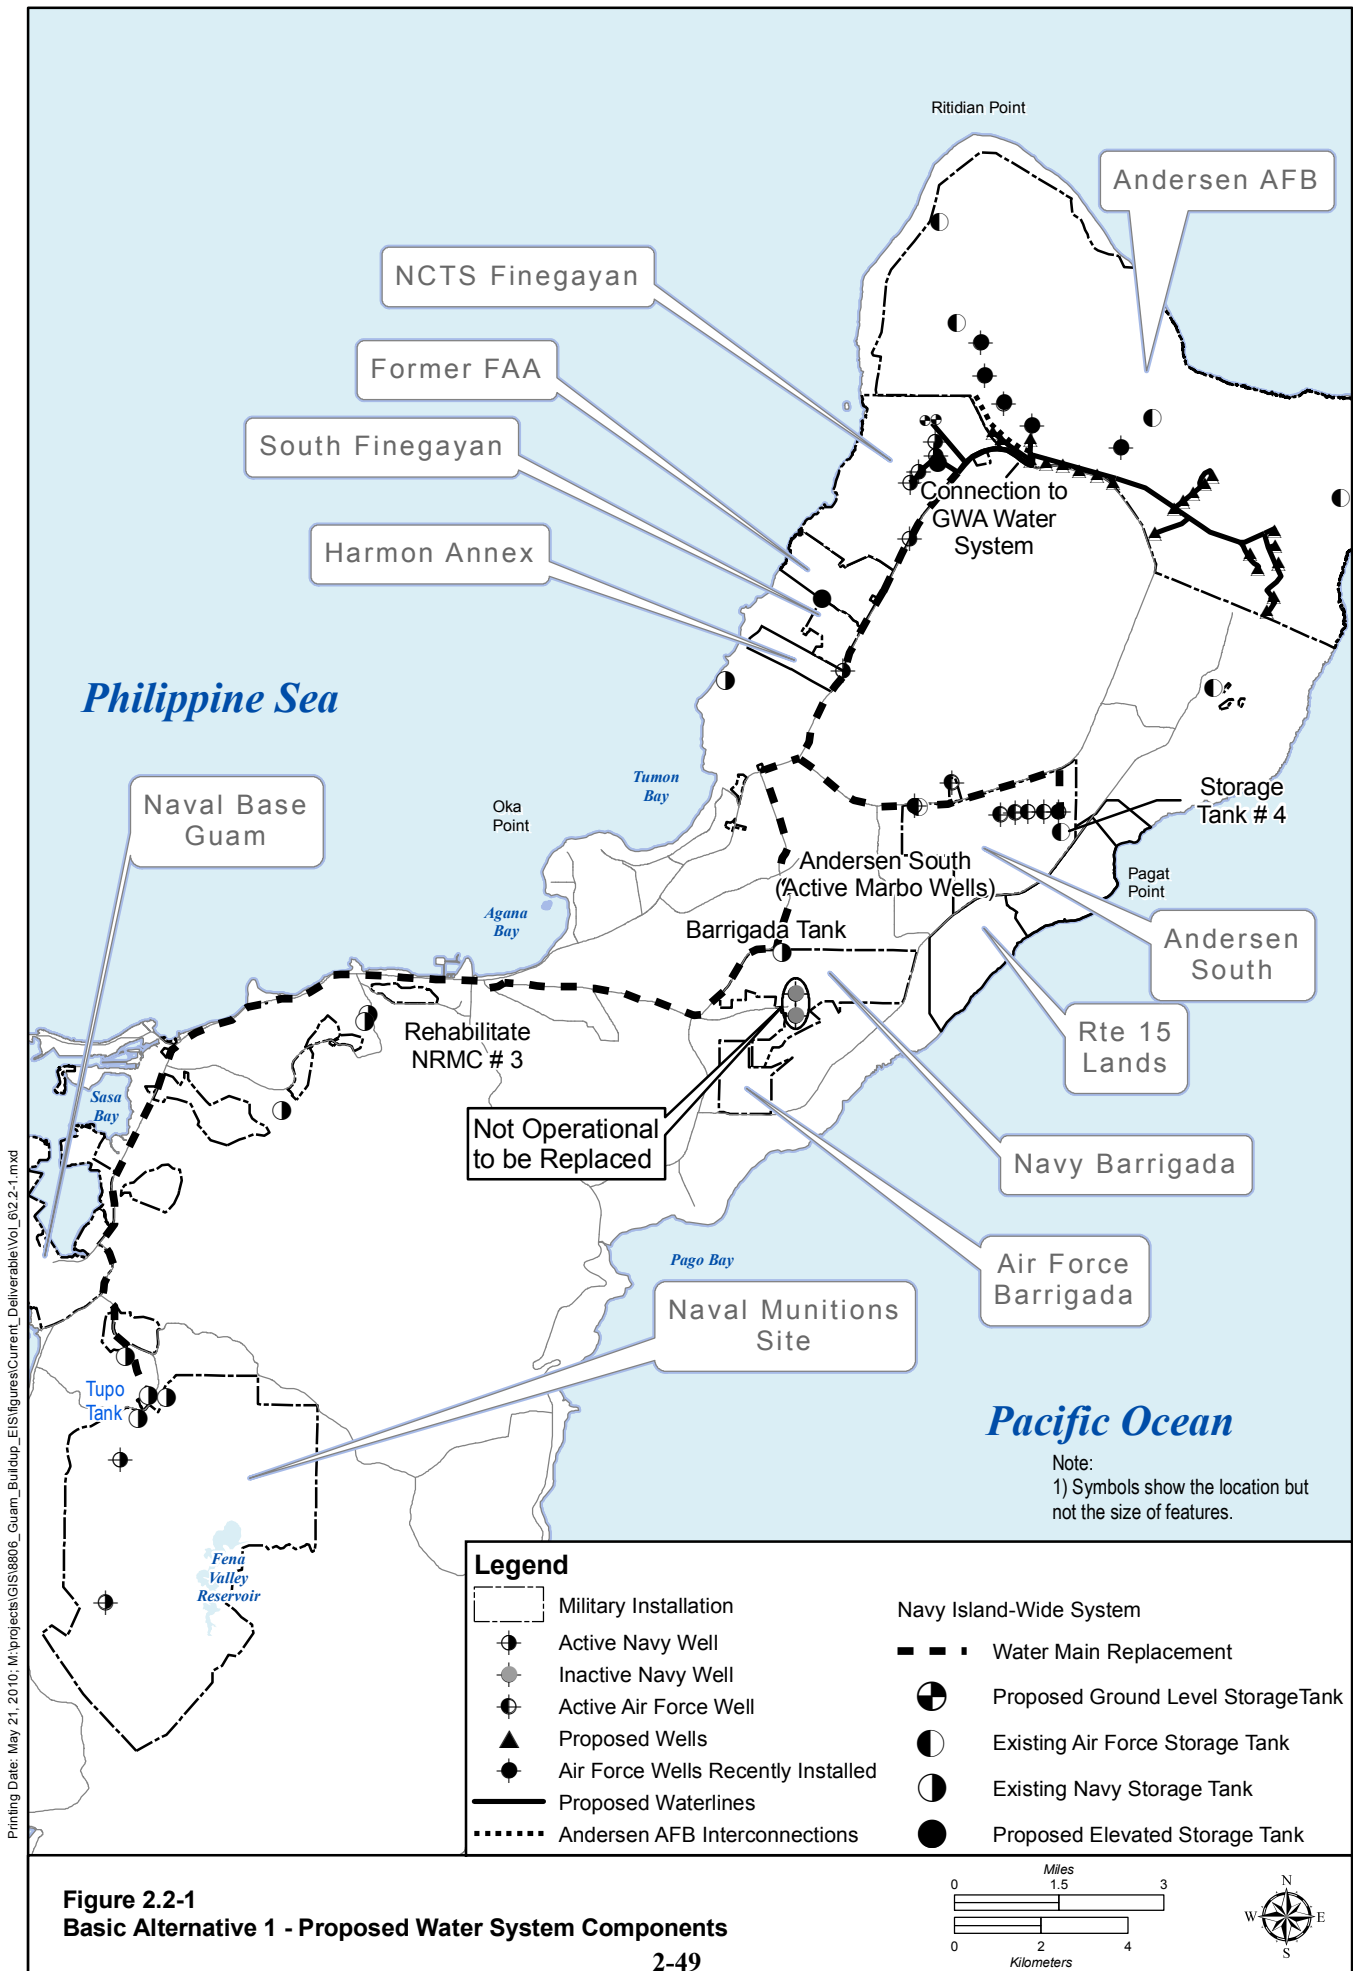 Ritidian Point
Andersen AFB
NCTS Finegayan
Former FAA
South Finegayan
Harmon Annex
Connection to
GWA Water
System
Philippine Sea
Tumon
Bay
Oka
Point
Naval Base
Guam
Storage
Tank # 4
Andersen South
(Active Marbo Wells)
Pagat
Point
Agana
Bay
Barrigada Tank
Andersen
South
Rehabilitate
NRMC # 3
Rte 15
Lands
Sasa
Bay
Not Operational
to be Replaced
Navy Barrigada
Pago Bay
Air Force
Barrigada
Naval Munitions
Site
Tupo
Tank
Pacific Ocean
Note:
1) Symbols show the location but
not the size of features.
Fena
Valley
Reservoir
Legend
Military Installation
Active Navy Well
Inactive Navy Well
Active Air Force Well
Proposed Wells
Air Force Wells Recently Installed
Proposed Waterlines
Andersen AFB Interconnections
Navy Island-Wide System
Water Main Replacement
Proposed Ground Level StorageTank
Existing Air Force Storage Tank
Existing Navy Storage Tank
Proposed Elevated Storage Tank
Printing Date: May 21, 2010; M:\projects\GIS\8806_Guam_Buildup_EIS\figures\Current_Deliverable\Vol_6\2.2-1.mxd
Figure 2.2-1
Basic Alternative 1 - Proposed Water System Components
Miles
0 1.5 3
0 2 4
Kilometers
N
W E
S
2-49